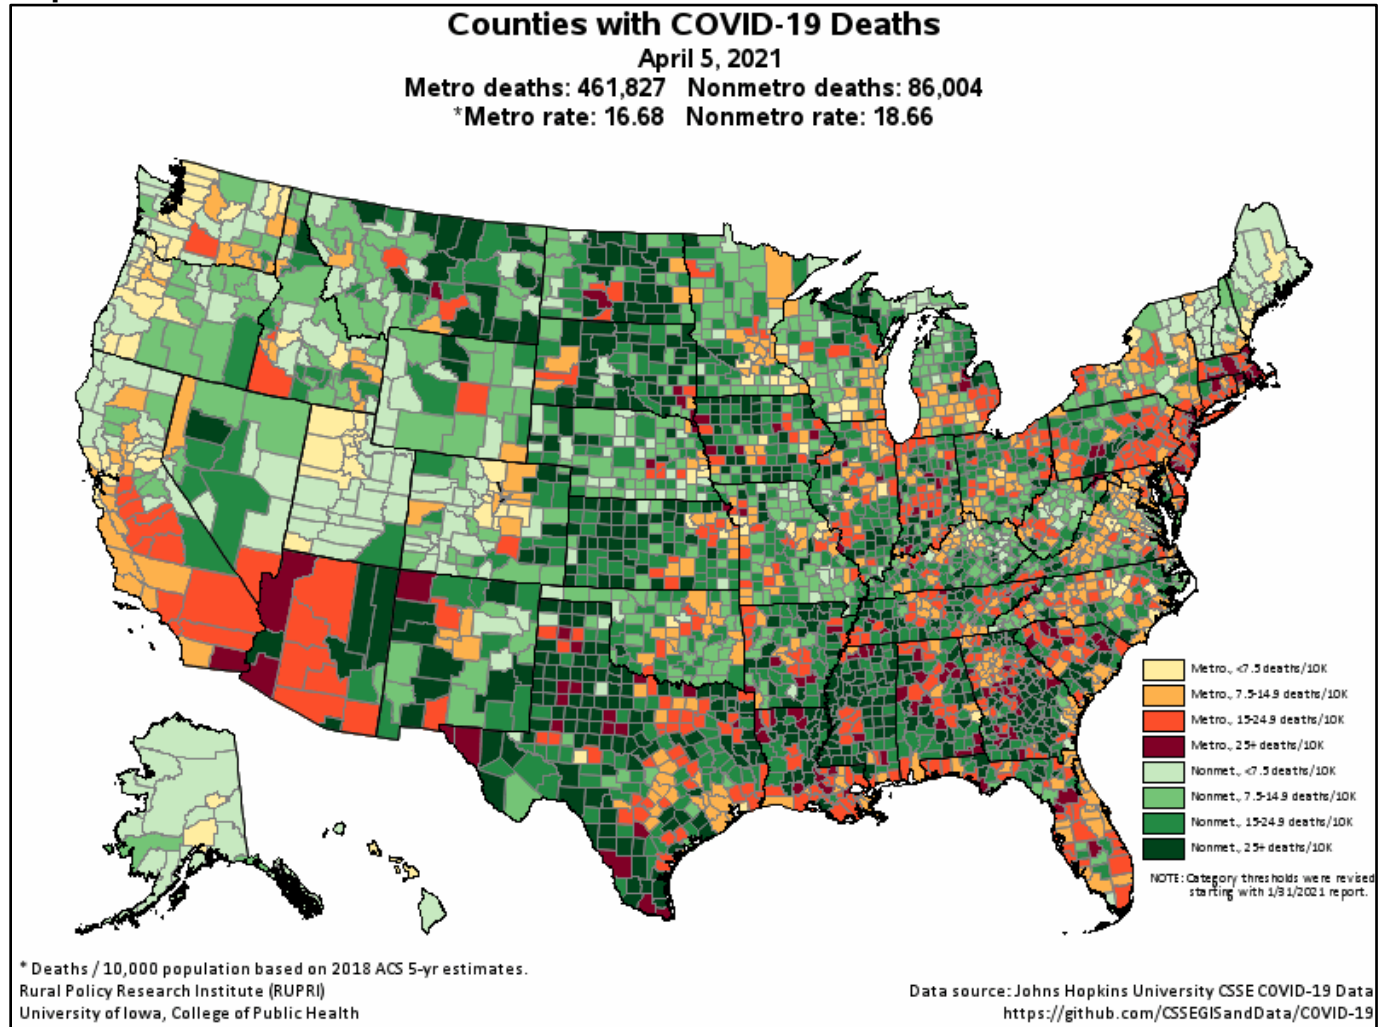 Counties with COVID-19 Deaths
April 5, 2021
Metro deaths: 461,827 Nonmetro deaths: 86,004
*Metro rate: 16.68 Nonmetro rate: 18.66
Metro., <7.5 deaths/10K
Metro., 7.5-14.9 deaths/10K
Metro., 15-24.9 deaths/10K
Metro., 25+ deaths/10K
Nonmet., <7.5 deaths/10K
Nonmet., 7.5-14.9 deaths/10K
Nonmet., 15-24.9 deaths/10K
Nonmet., 25+ deaths/10K
NOTE: Category thresholds were revised
starting with 1/31/2021 report.
* Deaths / 10,000 population based on 2018 ACS 5-yr estimates.
Rural Policy Research Institute (RUPRI)
University of Iowa, College of Public Health
Data source: Johns Hopkins University CSSE COVID-19 Data
https://github.com/CSSEGISandData/COVID-19